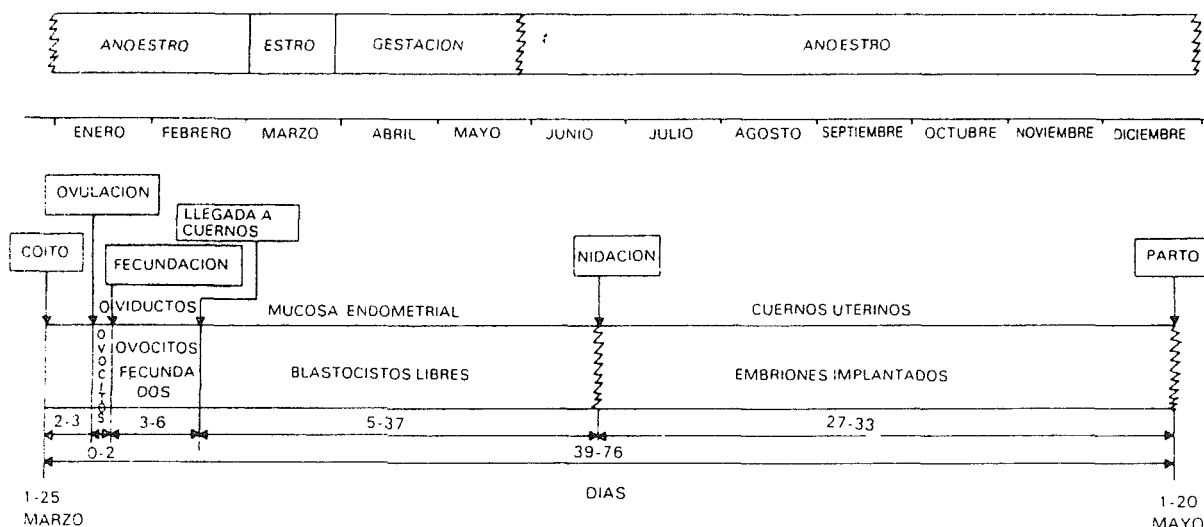 ANOESTRO ESTRO GESTACION ANOESTRO
ENERO FEBRERO MARZO ABRIL MAYO JUNIO JULIO AGOSTO SEPTIEMBRE OCTUBRE NOVIEMBRE DICIEMBRE
OVULACION
LLEGADA A
CUERNOS
COITO
FECUNDACION
NIDACION
PARTO
OVIDUCTOS MUCOSA ENDOMETRIAL CUERNOS UTERINOS
OVOCITOS
OVOCITOS
FECUNDA
DOS
BLASTOCISTOS LIBRES
EMBRIONES IMPLANTADOS
2-3 3-6 5-37 27-33
0-2 39-76
DIAS
1-25
MARZO
1-20
MAYO